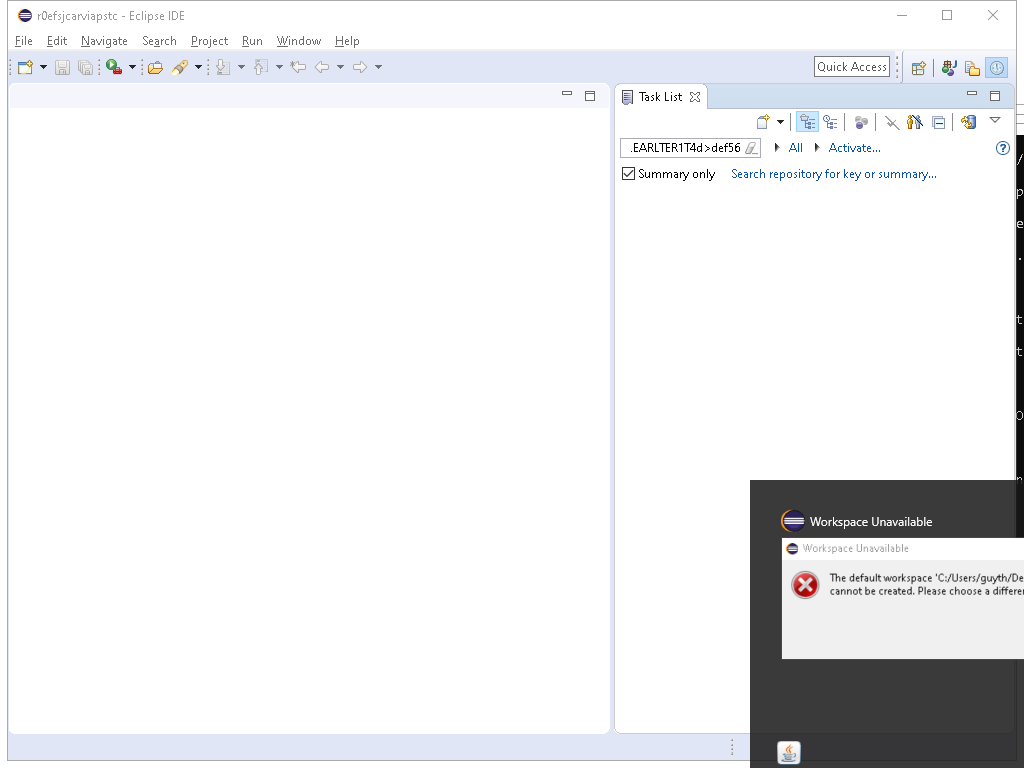 r0efsjcarviapstc - Eclipse IDE
File Edit Navigate Search Project Run Window Help
Quick Access
Task List
.EARLTER1T4d>def56 All Activate...
Summary only Search repository for key or summary...
Workspace Unavailable
Workspace Unavailable
The default workspace 'C:/Users/guyth/De
cannot be created. Please choose a differe